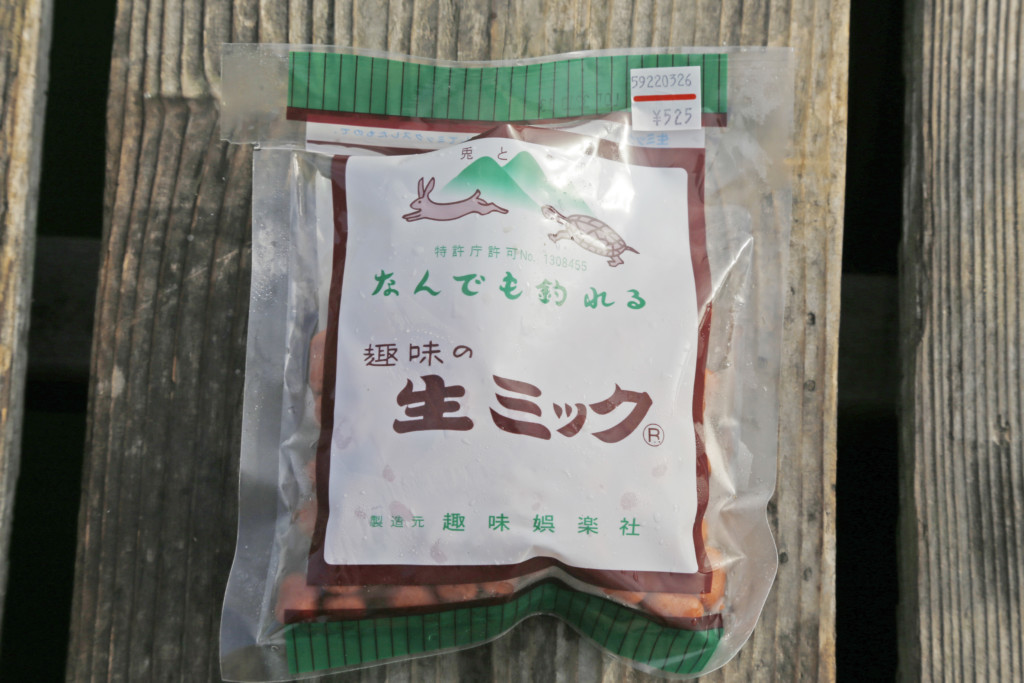 59220326
¥525
兎と
特許庁許可No. 1308455
なんでも釣れる
趣味の
生ミック®
製造元 趣味娯楽社